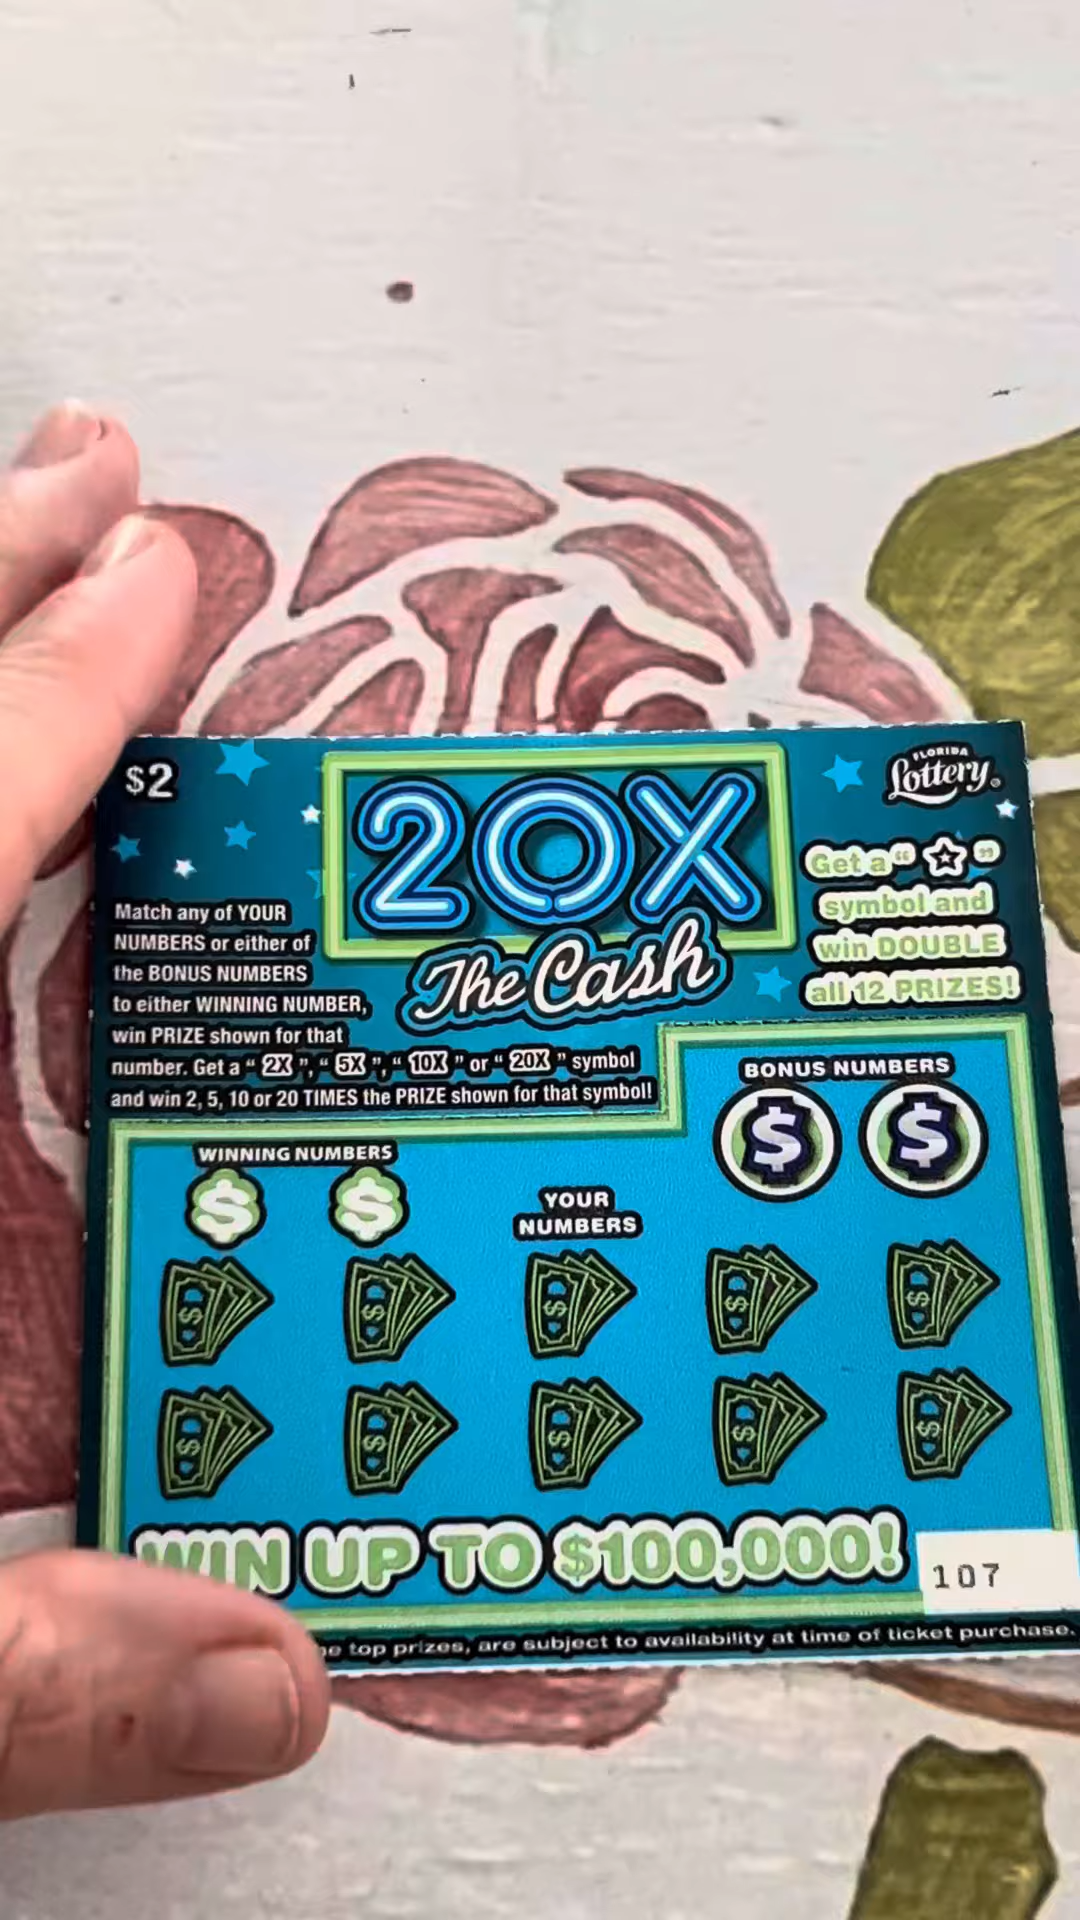 $2
20X
The Cash
FLORIDA
Lottery
Get a " ☆ "
symbol and
win DOUBLE
all 12 PRIZES!
Match any of YOUR
NUMBERS or either of
the BONUS NUMBERS
to either WINNING NUMBER,
win PRIZE shown for that
number. Get a " 2X ", " 5X ", " 10X " or " 20X " symbol
and win 2, 5, 10 or 20 TIMES the PRIZE shown for that symbol!
BONUS NUMBERS
$ $
WINNING NUMBERS
$ $
YOUR
NUMBERS
WIN UP TO $100,000!
107
top prizes, are subject to availability at time of ticket purchase.